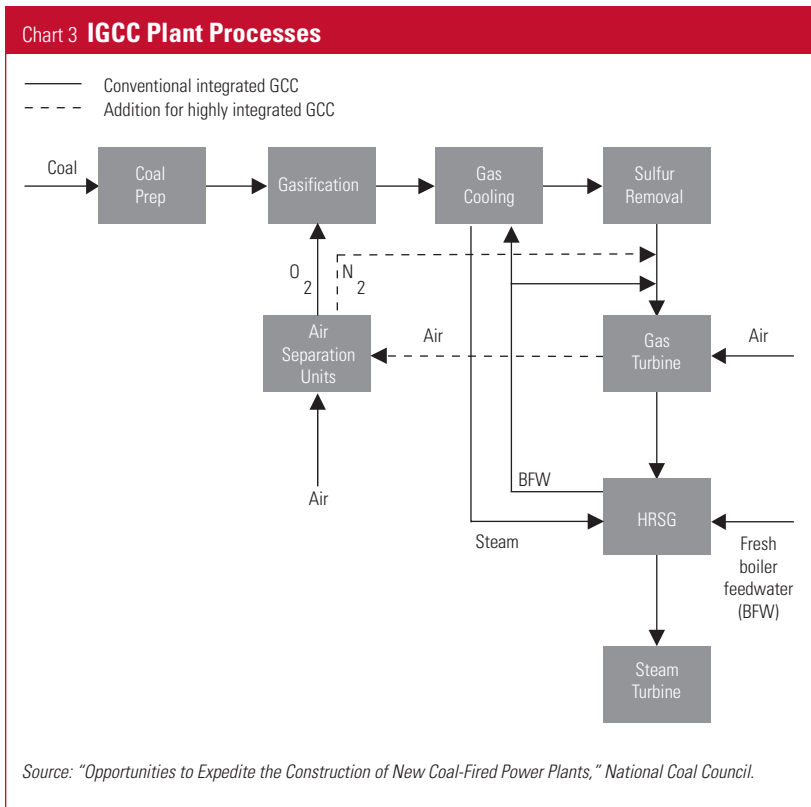 Chart 3 IGCC Plant Processes
Conventional integrated GCC
Addition for highly integrated GCC
Coal
Coal
Prep
Gasification
Gas
Cooling
Sulfur
Removal
O2
N2
Air
Separation
Units
Air
Gas
Turbine
Air
Air
BFW
HRSG
Steam
Fresh
boiler
feedwater
(BFW)
Steam
Turbine
Source: “Opportunities to Expedite the Construction of New Coal-Fired Power Plants,” National Coal Council.